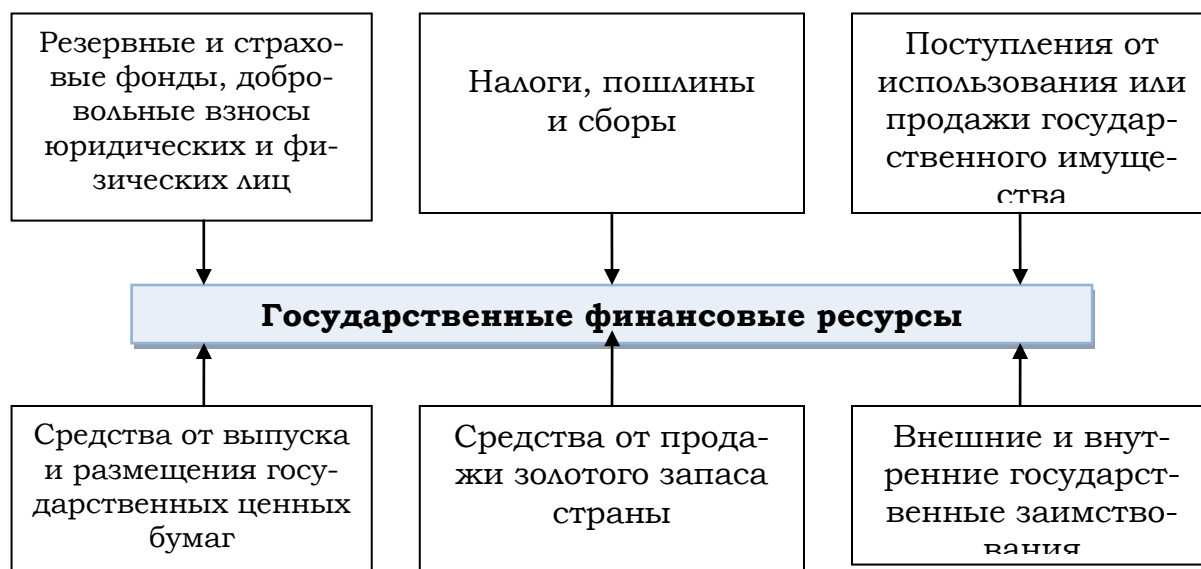 Резервные и страхо-
вые фонды, добро-
вольные взносы
юридических и фи-
зических лиц
Налоги, пошлины
и сборы
Поступления от
использования или
продажи государ-
ственного имуще-
ства
Государственные финансовые ресурсы
Средства от выпуска
и размещения госу-
дарственных ценных
бумаг
Средства от прода-
жи золотого запаса
страны
Внешние и внут-
ренние государст-
венные заимство-
вания